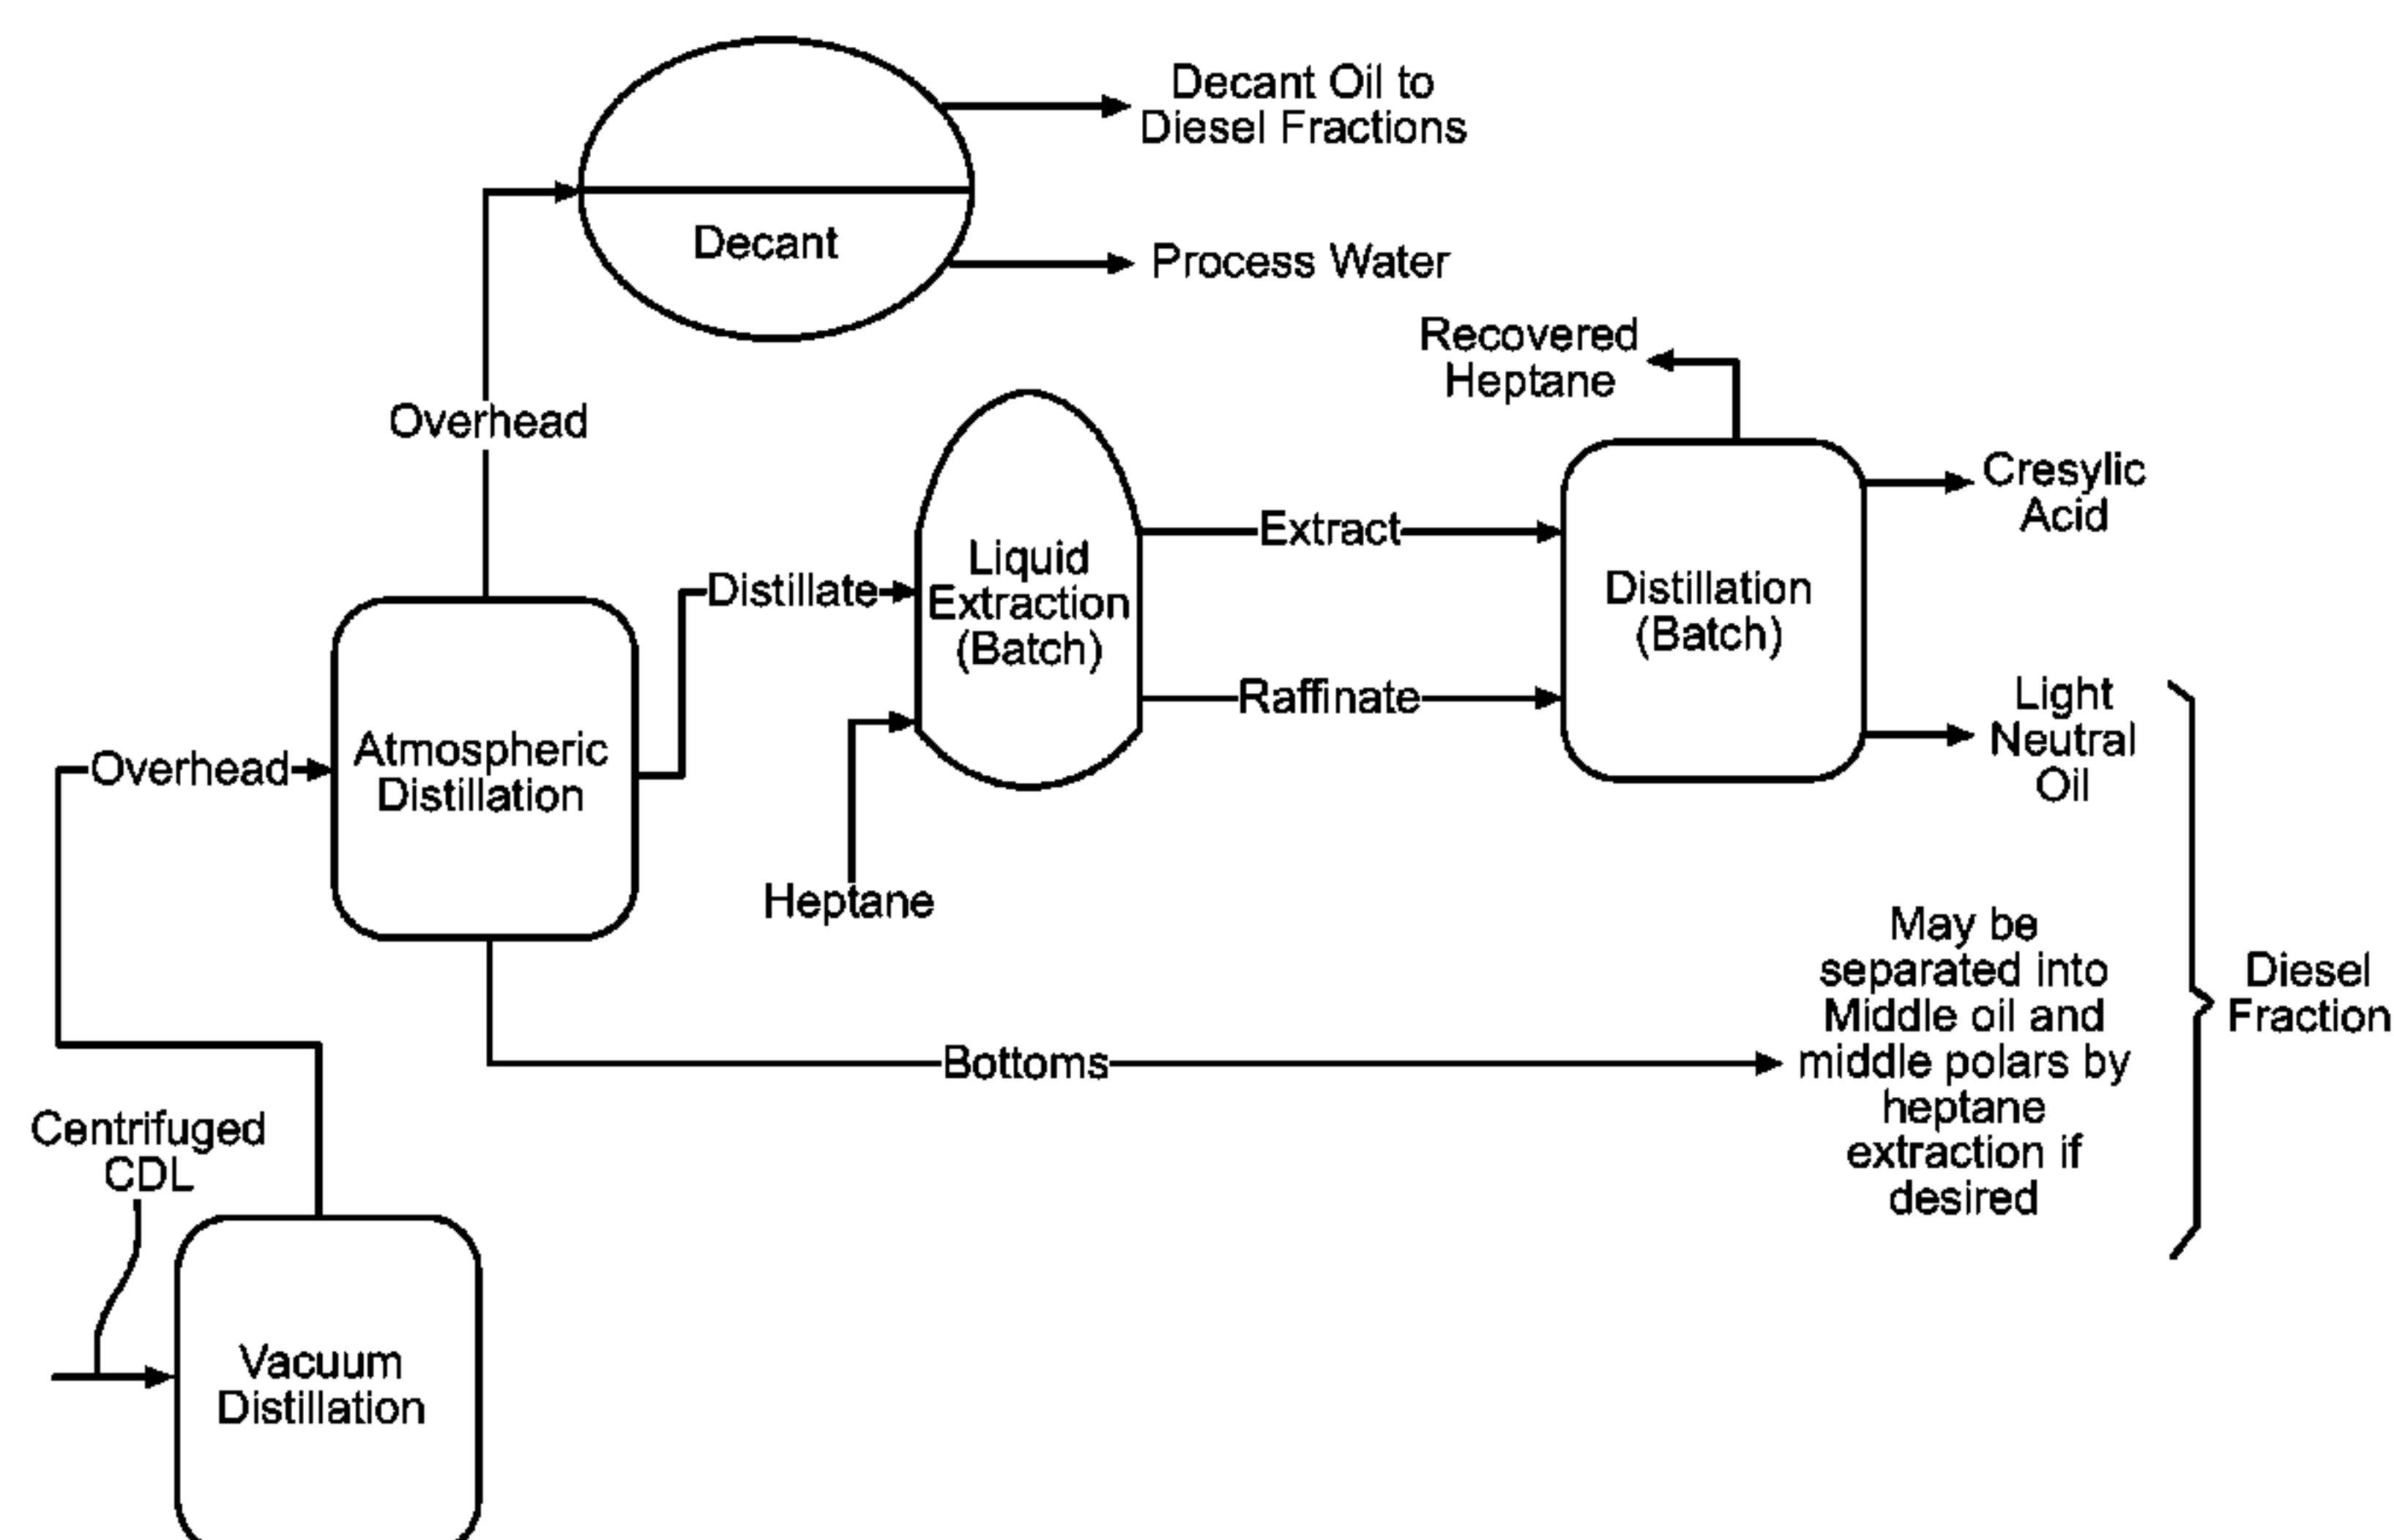 Decant Oil to
Diesel Fractions
Decant
Process Water
Recovered
Heptane
Overhead
Cresylic
Acid
Extract
Liquid
Extraction
(Batch)
Distillate
Distillation
(Batch)
Raffinate
Light
Neutral
Oil
Atmospheric
Distillation
Overhead
Heptane
May be
separated into
Middle oil and
middle polars by
heptane
extraction if
desired
Diesel
Fraction
Bottoms
Centrifuged
CDL
Vacuum
Distillation